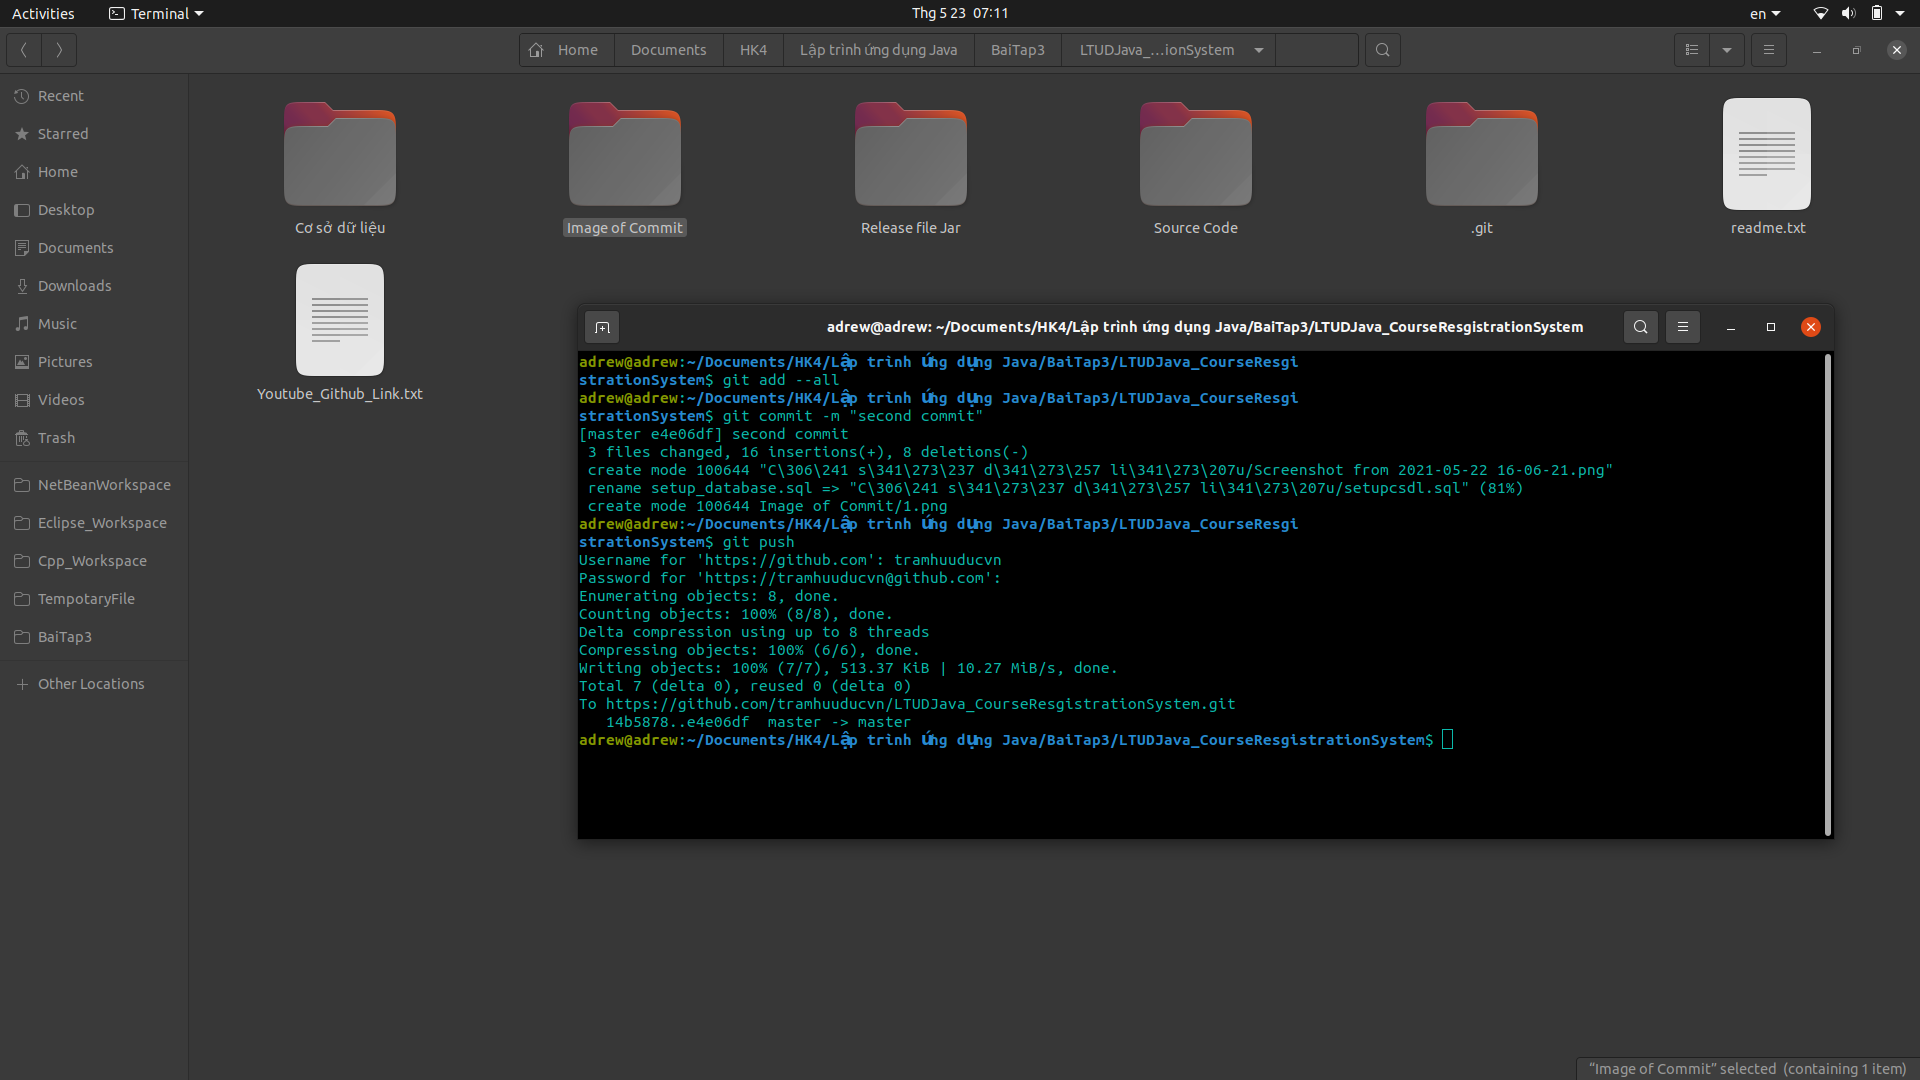 Activities
Terminal
Thg 5 23 07:11
en
Home
Documents
HK4
Lập trình ứng dụng Java
BaiTap3
LTUDJava_...ionSystem
Recent
Starred
Home
Desktop
Documents
Downloads
Music
Pictures
Videos
Trash
NetBeanWorkspace
Eclipse_Workspace
Cpp_Workspace
TempotaryFile
BaiTap3
Other Locations
Cơ sở dữ liệu
Image of Commit
Release file Jar
Source Code
.git
readme.txt
Youtube_Github_Link.txt
adrew@adrew: ~/Documents/HK4/Lập trình ứng dụng Java/BaiTap3/LTUDJava_CourseResgistrationSystem
adrew@adrew:~/Documents/HK4/Lập trình ứng dụng Java/BaiTap3/LTUDJava_CourseResgi
strationSystem$ git add --all
adrew@adrew:~/Documents/HK4/Lập trình ứng dụng Java/BaiTap3/LTUDJava_CourseResgi
strationSystem$ git commit -m "second commit"
[master e4e06df] second commit
3 files changed, 16 insertions(+), 8 deletions(-)
create mode 100644 "C\306\241 s\341\273\237 d\341\273\257 li\341\273\207u/Screenshot from 2021-05-22 16-06-21.png"
rename setup_database.sql => "C\306\241 s\341\273\237 d\341\273\257 li\341\273\207u/setupcsdl.sql" (81%)
create mode 100644 Image of Commit/1.png
adrew@adrew:~/Documents/HK4/Lập trình ứng dụng Java/BaiTap3/LTUDJava_CourseResgi
strationSystem$ git push
Username for 'https://github.com': tramhuuducvn
Password for 'https://tramhuuducvn@github.com':
Enumerating objects: 8, done.
Counting objects: 100% (8/8), done.
Delta compression using up to 8 threads
Compressing objects: 100% (6/6), done.
Writing objects: 100% (7/7), 513.37 KiB | 10.27 MiB/s, done.
Total 7 (delta 0), reused 0 (delta 0)
To https://github.com/tramhuuducvn/LTUDJava_CourseResgistrationSystem.git
14b5878..e4e06df  master -> master
adrew@adrew:~/Documents/HK4/Lập trình ứng dụng Java/BaiTap3/LTUDJava_CourseResgistrationSystem$
“Image of Commit” selected (containing 1 item)